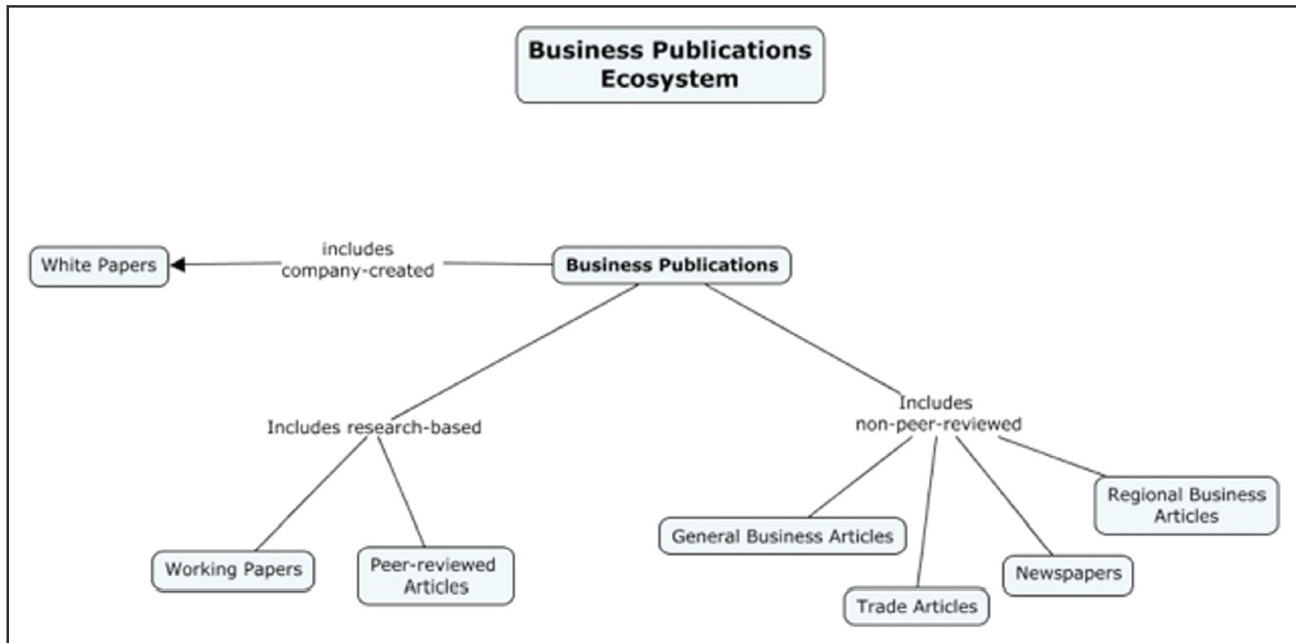 Business Publications
Ecosystem
White Papers
includes
company-created
Business Publications
Includes research-based
Includes
non-peer-reviewed
Working Papers
Peer-reviewed
Articles
General Business Articles
Trade Articles
Newspapers
Regional Business
Articles